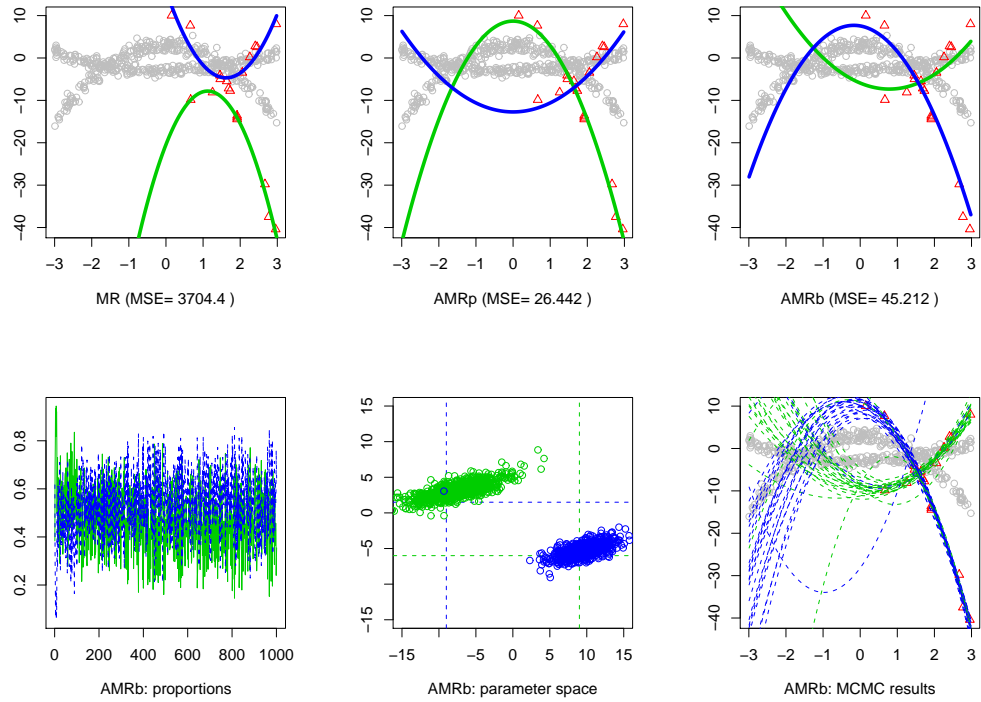 10
0
−10
−20
−30
−40
−3 −2 −1 0 1 2 3
MR (MSE= 3704.4 )
10
0
−10
−20
−30
−40
−3 −2 −1 0 1 2 3
AMRp (MSE= 26.442 )
10
0
−10
−20
−30
−40
−3 −2 −1 0 1 2 3
AMRb (MSE= 45.212 )
0.8
0.6
0.4
0.2
0 200 400 600 800 1000
AMRb: proportions
15
10
5
0
−5
−15
−15 −5 0 5 10 15
AMRb: parameter space
10
0
−10
−20
−30
−40
−3 −2 −1 0 1 2 3
AMRb: MCMC results